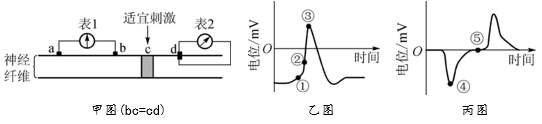 表1
适宜刺激
表2
a
b
c
d
神经
纤维
甲图(bc=cd)
电位/mV
O
时间
①
②
③
乙图
电位/mV
O
时间
④
⑤
丙图